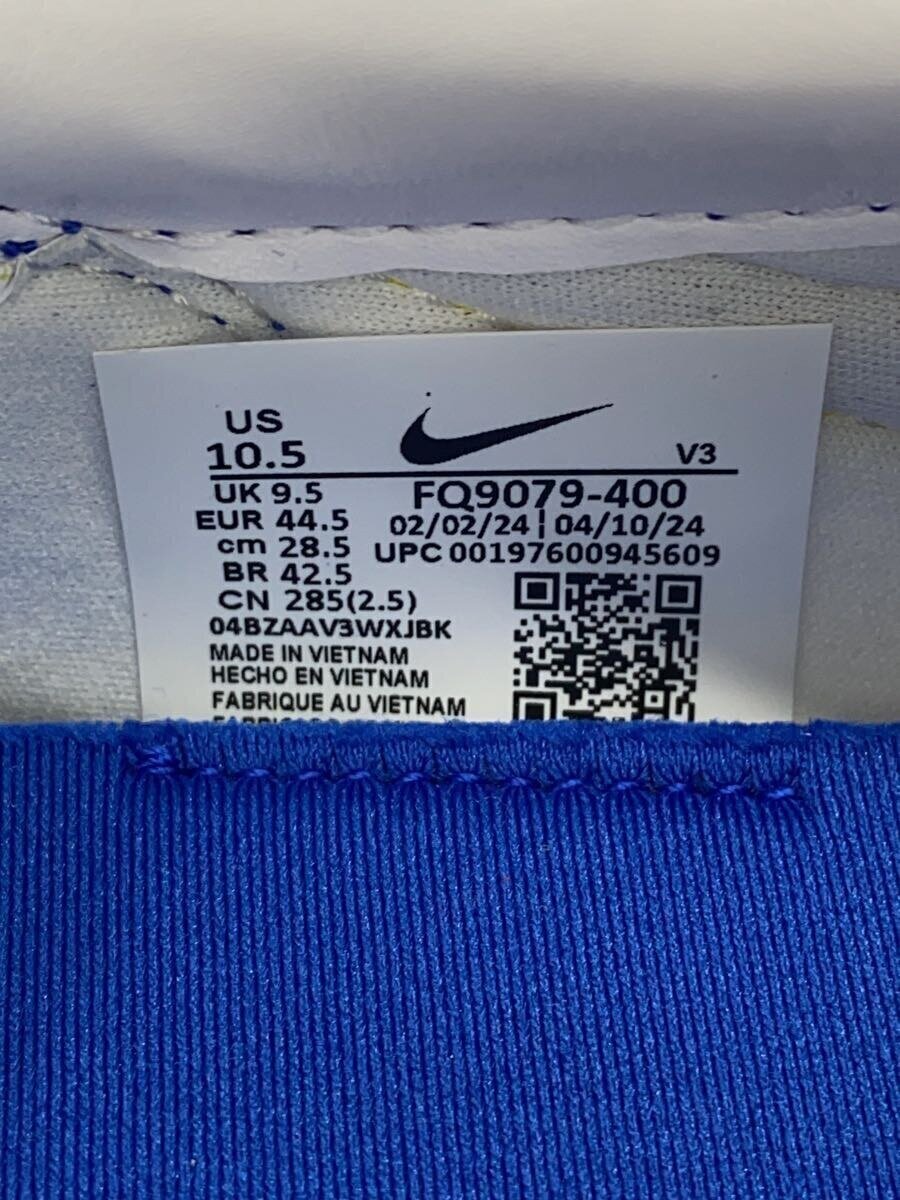 US
10.5
V3
UK 9.5
FQ9079-400
EUR 44.5
02/02/24 | 04/10/24
cm 28.5
UPC 00197600945609
BR 42.5
CN 285(2.5)
04BZAAV3WXJBK
MADE IN VIETNAM
HECHO EN VIETNAM
FABRIQUE AU VIETNAM